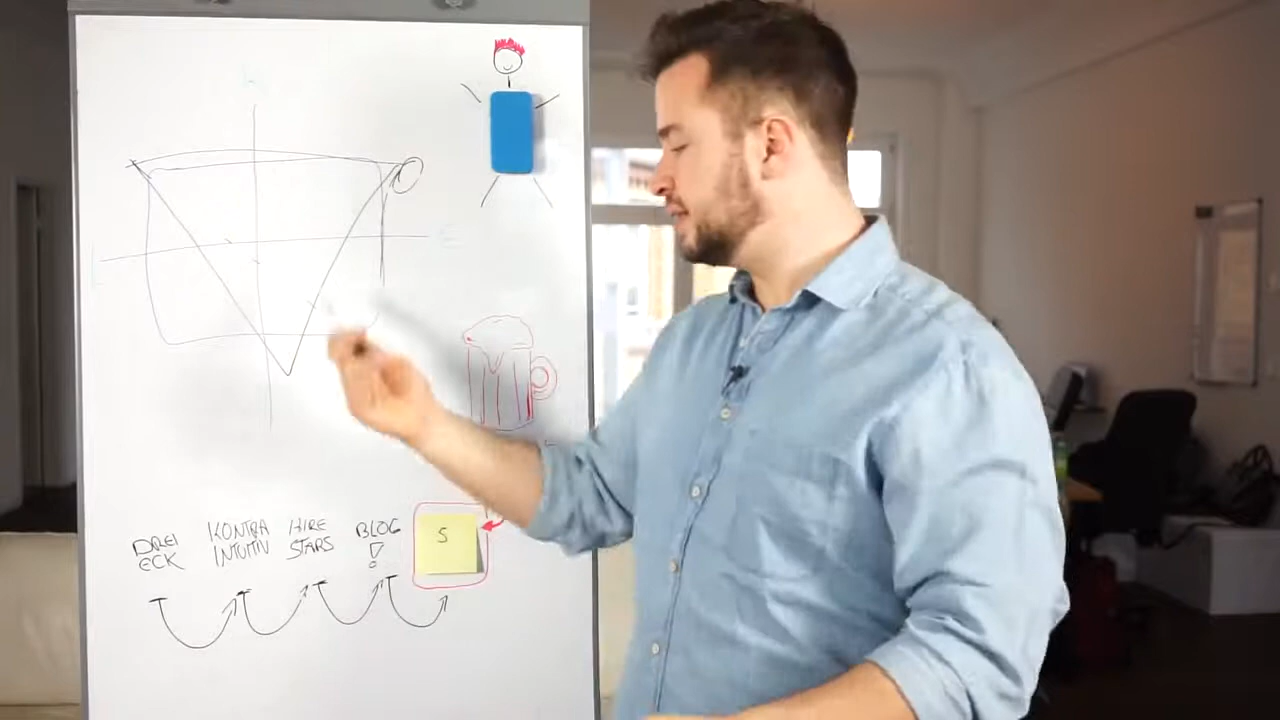 DREI
ECK
KONTRA
INTUITIV
HIRE
STARS
BLOG
!
S